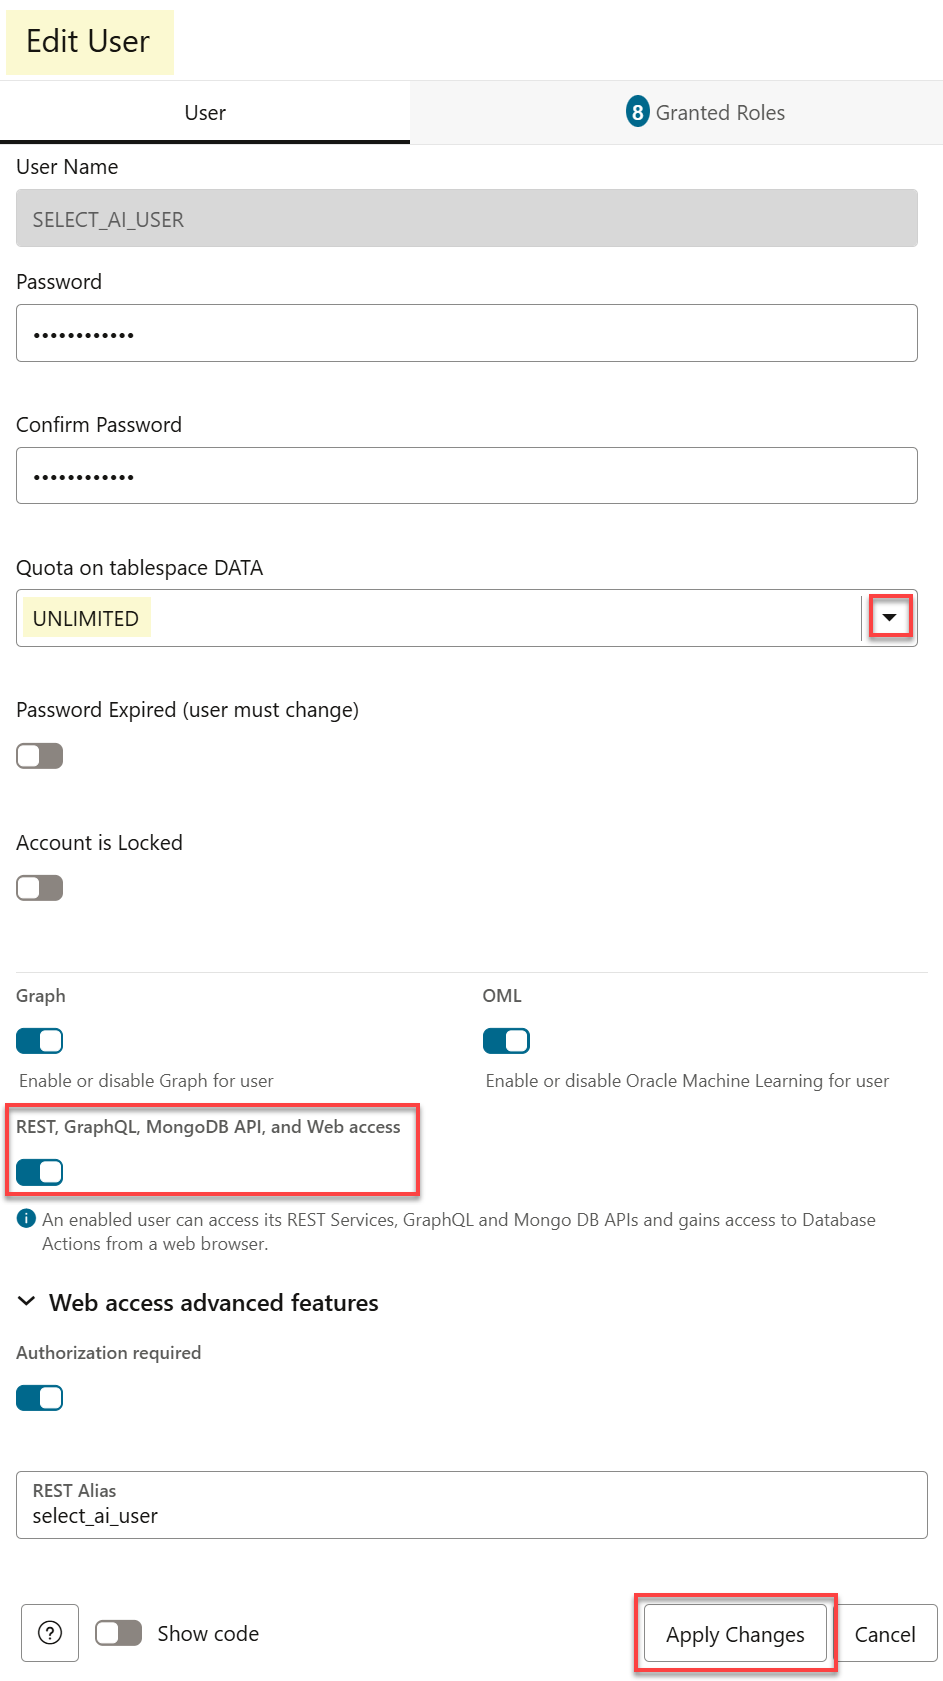 Edit User
User
8 Granted Roles
User Name
SELECT_AI_USER
Password
••••••••••••
Confirm Password
••••••••••••
Quota on tablespace DATA
UNLIMITED
Password Expired (user must change)
Account is Locked
Graph
OML
Enable or disable Graph for user
Enable or disable Oracle Machine Learning for user
REST, GraphQL, MongoDB API, and Web access
An enabled user can access its REST Services, GraphQL and Mongo DB APIs and gains access to Database
Actions from a web browser.
Web access advanced features
Authorization required
REST Alias
select_ai_user
Show code
Apply Changes
Cancel